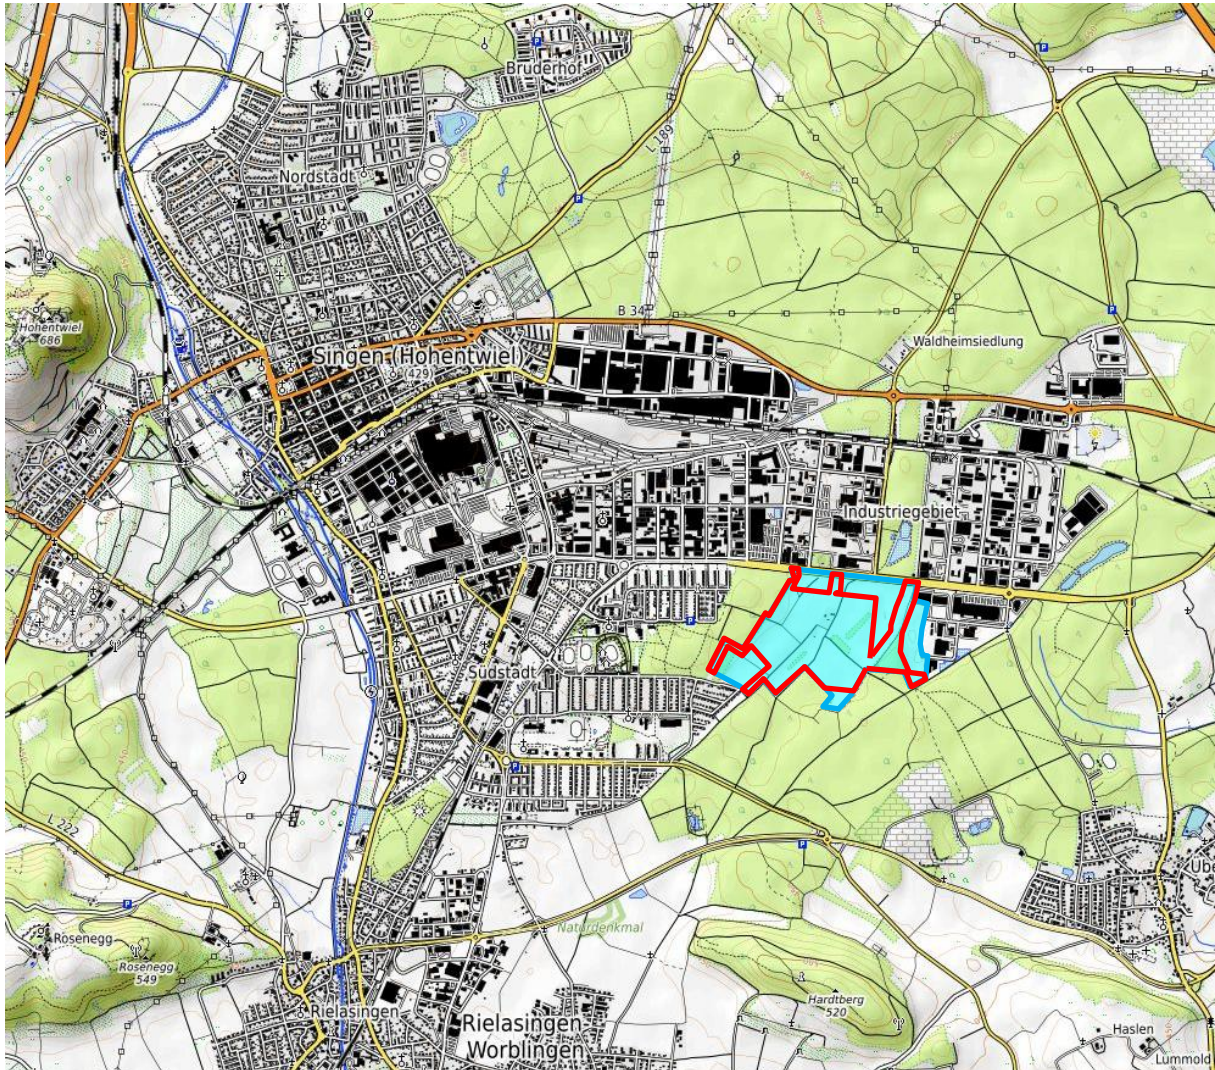 Bruderhof
L 189
Nordstadt
B 34
Hohentwiel
686
Waldheimsiedlung
Singen (Hohentwiel)
(429)
Industriegebiet
Südstadt
L 222
Übe
Rosenegg
Naturdenkmal
Rosenegg
549
Hardtberg
520
Rielasingen
Rielasingen-
Worblingen
Haslen
Lummold